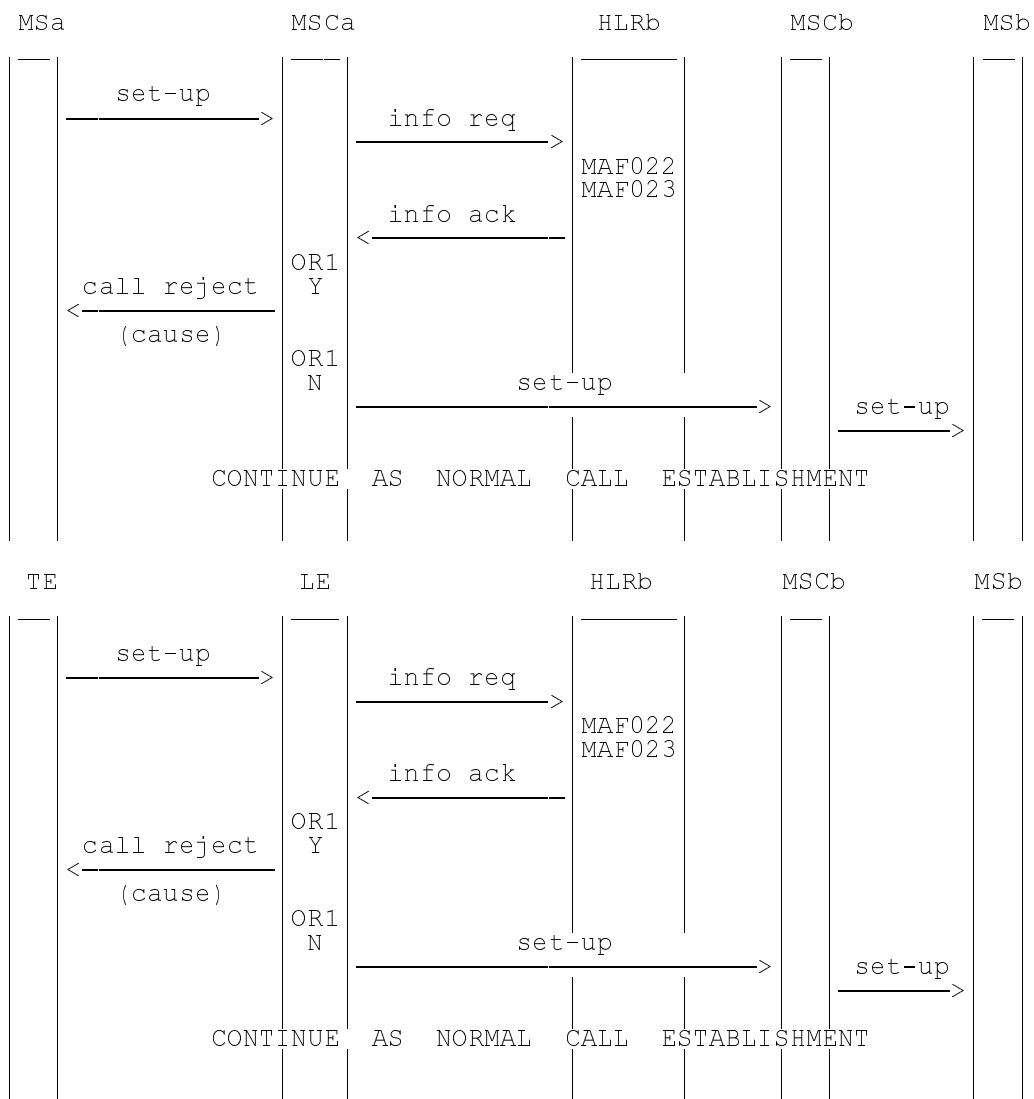 MSa MSCa HLRb MSCb MSb
set-up
info req
MAF022
MAF023
info ack
OR1
Y
call reject
(cause)
OR1
N
set-up
set-up
CONTINUE AS NORMAL CALL ESTABLISHMENT
TE LE HLRb MSCb MSb
set-up
info req
MAF022
MAF023
info ack
OR1
Y
call reject
(cause)
OR1
N
set-up
set-up
CONTINUE AS NORMAL CALL ESTABLISHMENT